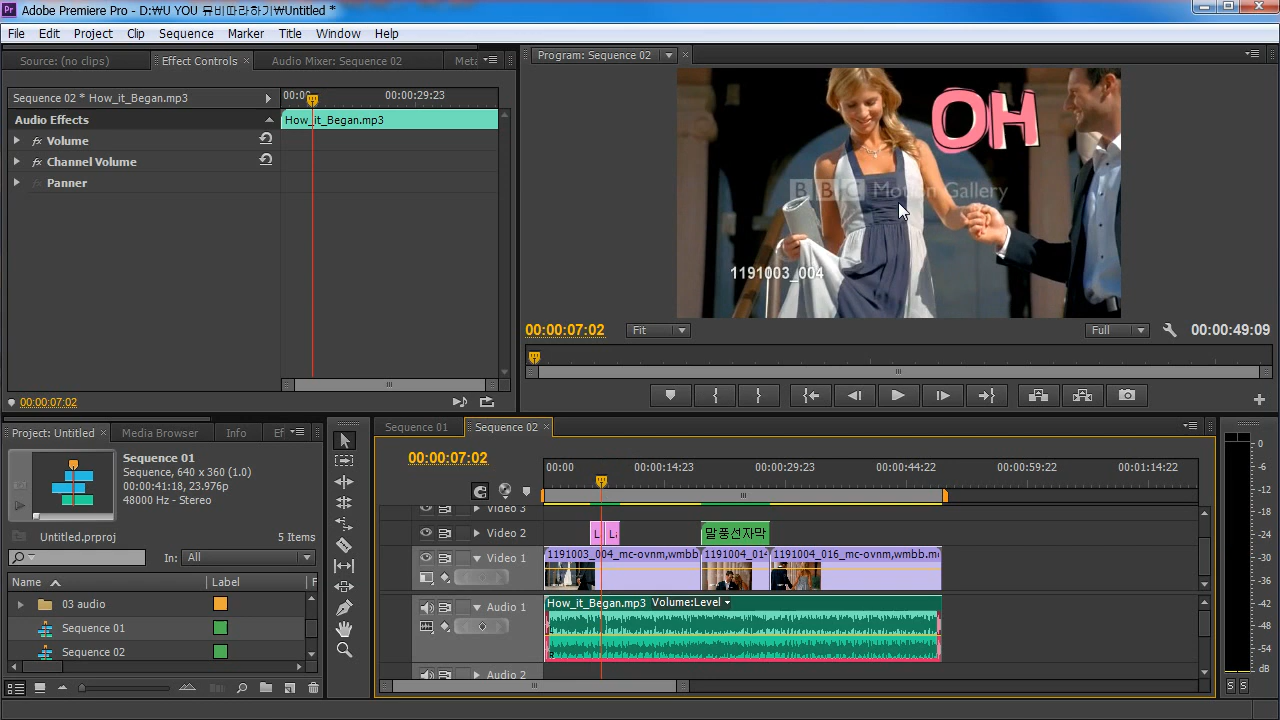 Adobe Premiere Pro - D:₩U YOU 뮤비따라하기₩Untitled *
File Edit Project Clip Sequence Marker Title Window Help
Source: (no clips) Effect Controls Audio Mixer: Sequence 02 Meta
Program: Sequence 02
Sequence 02 * How_it_Began.mp3
00:00 00:00:29:23
Audio Effects
How_it_Began.mp3
fx Volume
fx Channel Volume
fx Panner
OH
BBC Motion Gallery
1191003_004
00:00:07:02 Fit Full 00:00:49:09
00:00:07:02
Project: Untitled Media Browser Info Ef
Sequence 01
Sequence, 640 x 360 (1.0)
00:00:41:18, 23.976p
48000 Hz - Stereo
Untitled.prproj 5 Items
In: All
Name Label F
03 audio
Sequence 01
Sequence 02
Sequence 01 Sequence 02
00:00:07:02
00:00 00:00:14:23 00:00:29:23 00:00:44:22 00:00:59:22 00:01:14:22
Video 3
Video 2 L Li 말풍선자막
Video 1 1191003_004_mc-ovnm,wmbb 1191004_014 1191004_016_mc-ovnm,wmbb.m
Audio 1 How_it_Began.mp3 Volume:Level
Audio 2
0
-6
-12
-18
-24
-30
-36
-42
-48
-54
dB
S S